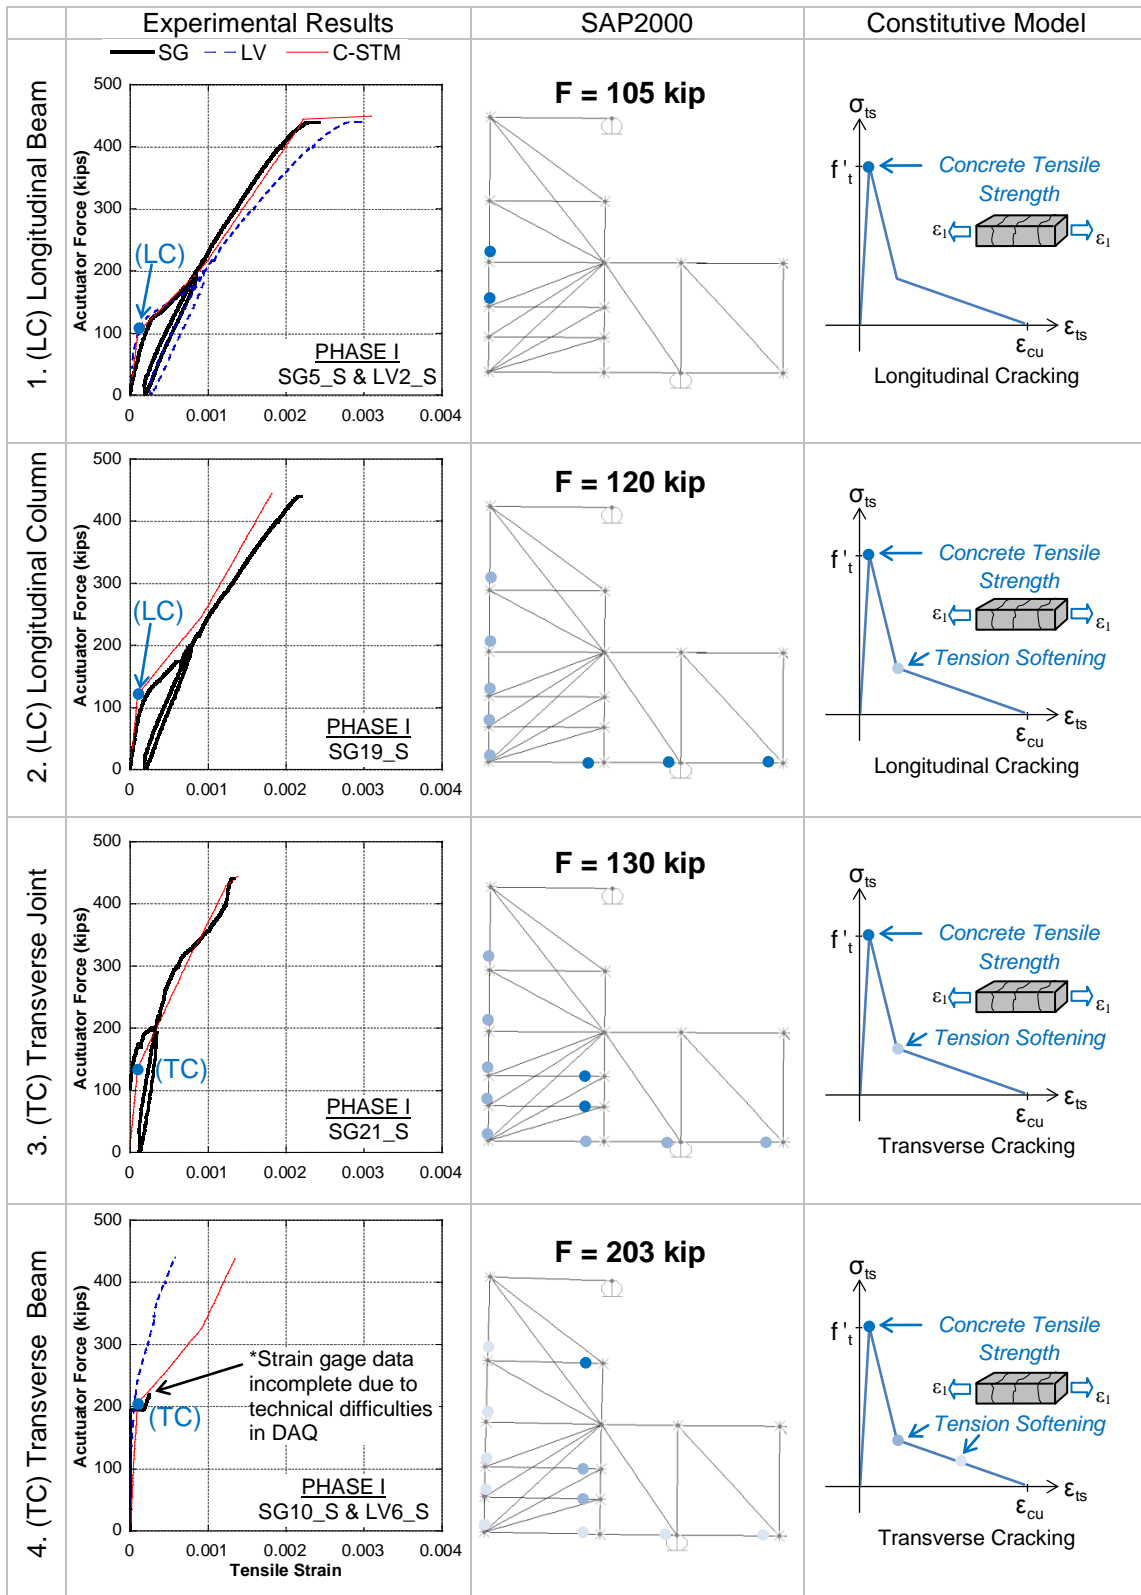 Experimental Results
SAP2000
Constitutive Model
1. (LC) Longitudinal Beam
SG
LV
C-STM
500
400
300
200
100
0
Acutuator Force (kips)
(LC)
PHASE I
SG5_S & LV2_S
0
0.001
0.002
0.003
0.004
F = 105 kip
σts
f't
Concrete Tensile
Strength
ε1
ε1
εts
εcu
Longitudinal Cracking
2. (LC) Longitudinal Column
500
400
300
200
100
0
Acutuator Force (kips)
(LC)
PHASE I
SG19_S
0
0.001
0.002
0.003
0.004
F = 120 kip
σts
f't
Concrete Tensile
Strength
ε1
ε1
Tension Softening
εts
εcu
Longitudinal Cracking
3. (TC) Transverse Joint
500
400
300
200
100
0
Acutuator Force (kips)
(TC)
PHASE I
SG21_S
0
0.001
0.002
0.003
0.004
F = 130 kip
σts
f't
Concrete Tensile
Strength
ε1
ε1
Tension Softening
εts
εcu
Transverse Cracking
4. (TC) Transverse Beam
500
400
300
200
100
0
Acutuator Force (kips)
*Strain gage data
incomplete due to
technical difficulties
in DAQ
(TC)
PHASE I
SG10_S & LV6_S
0
0.001
0.002
0.003
0.004
Tensile Strain
F = 203 kip
σts
f't
Concrete Tensile
Strength
ε1
ε1
Tension Softening
εts
εcu
Transverse Cracking